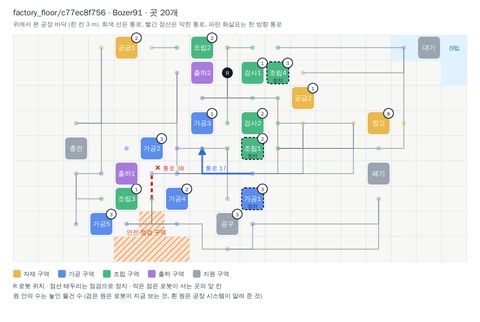 factory_floor/c77ec8f756 · Bozer91 · 곳 20개
위에서 본 공장 바닥 (한 칸 3 m). 회색 선은 통로, 빨간 점선은 막힌 통로, 파란 화살표는 한 방향 통로
공급1 2
조립2 2
대기
진입
출하2
R
검사1 1
조립4 3
공급2 1
가공3 1
검사2 2
창고 8
충전
가공2 3
조립1 2
✕ 통로 38
통로 17
출하1
폐기
조립3 1
가공4 2
가공1 3
안전 점검 구역
가공5 3
공구 2
자재 구역
가공 구역
조립 구역
출하 구역
지원 구역
R 로봇 위치 · 점선 테두리는 점검으로 정지 · 작은 점은 로봇이 서는 곳의 앞 칸
원 안의 수는 놓인 물건 수 (검은 원은 로봇이 지금 보는 것, 흰 원은 공장 시스템이 알려 준 것)